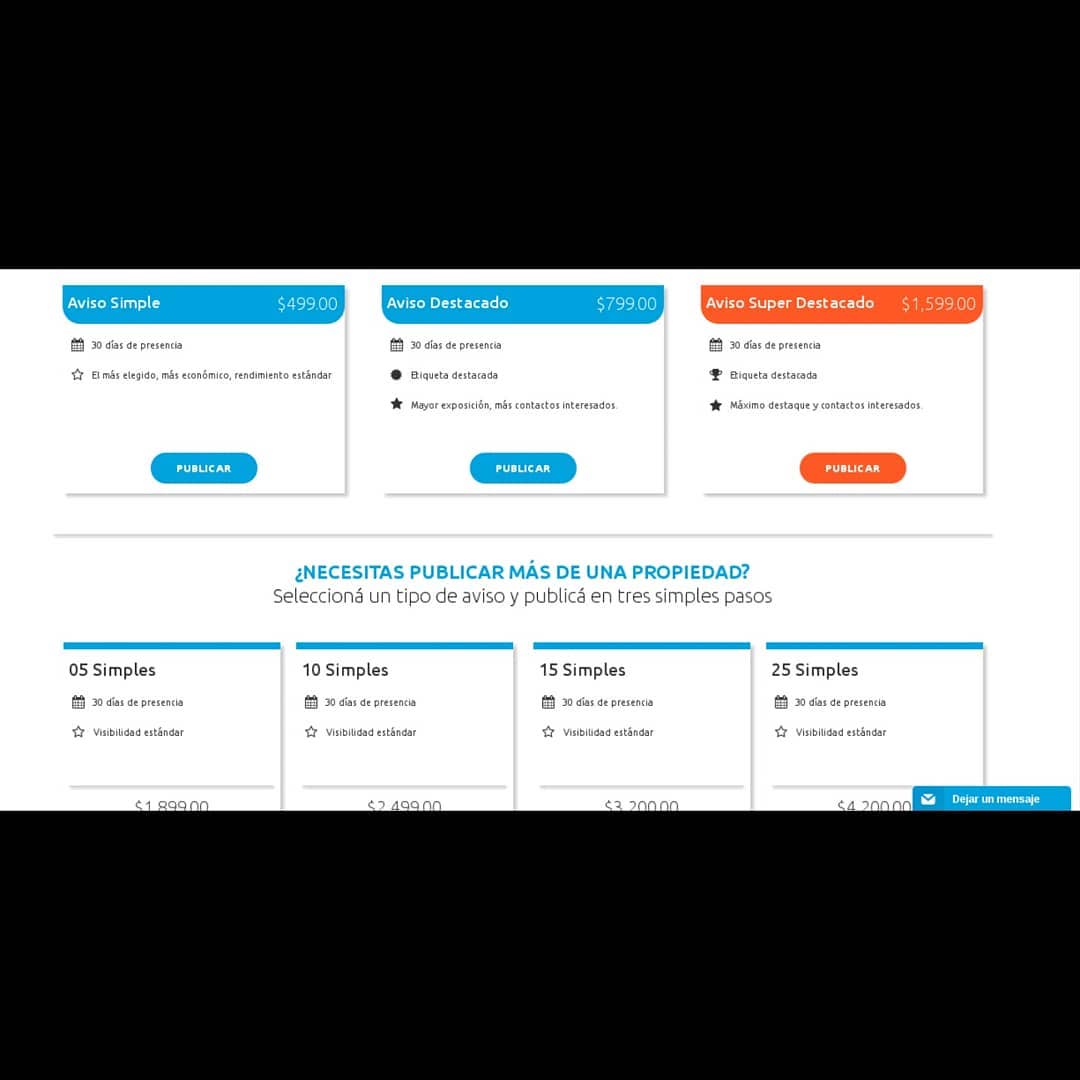 Aviso Simple $499.00
30 días de presencia
El más elegido, más económico, rendimiento estándar
PUBLICAR
Aviso Destacado $799.00
30 días de presencia
Etiqueta destacada
Mayor exposición, más contactos interesados.
PUBLICAR
Aviso Super Destacado $1,599.00
30 días de presencia
Etiqueta destacada
Máximo destaque y contactos interesados.
PUBLICAR
¿NECESITAS PUBLICAR MÁS DE UNA PROPIEDAD?
Seleccioná un tipo de aviso y publicá en tres simples pasos
05 Simples
30 días de presencia
Visibilidad estándar
$1,899.00
10 Simples
30 días de presencia
Visibilidad estándar
$2,499.00
15 Simples
30 días de presencia
Visibilidad estándar
$3,200.00
25 Simples
30 días de presencia
Visibilidad estándar
$4,200.00
Dejar un mensaje